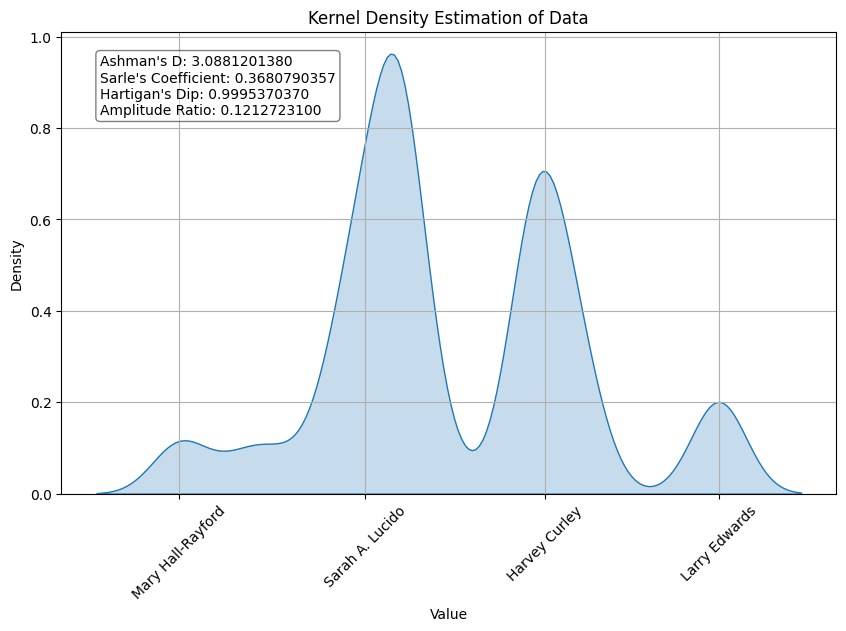 Kernel Density Estimation of Data
Ashman's D: 3.0881201380
Sarle's Coefficient: 0.3680790357
Hartigan's Dip: 0.9995370370
Amplitude Ratio: 0.1212723100
1.0
0.8
0.6
0.4
0.2
0.0
Density
Mary Hall-Rayford
Sarah A. Lucido
Harvey Curley
Larry Edwards
Value